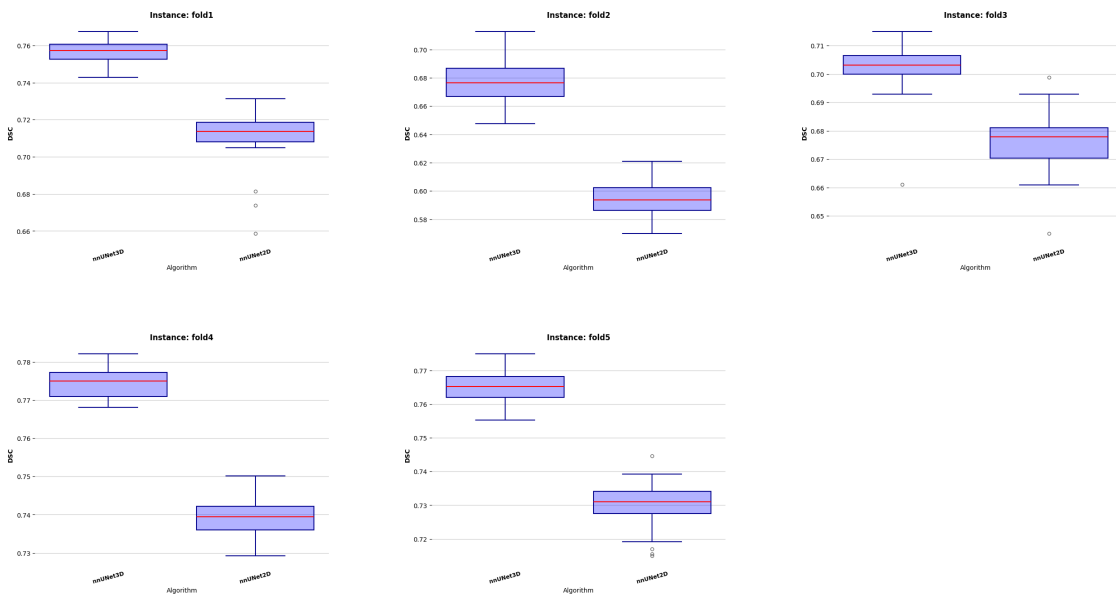 Instance: fold1
DSC
0.76
0.74
0.72
0.70
0.68
0.66
nnUNet3D
nnUNet2D
Algorithm
Instance: fold2
DSC
0.70
0.68
0.66
0.64
0.62
0.60
0.58
nnUNet3D
nnUNet2D
Algorithm
Instance: fold3
DSC
0.71
0.70
0.69
0.68
0.67
0.66
0.65
nnUNet3D
nnUNet2D
Algorithm
Instance: fold4
DSC
0.78
0.77
0.76
0.75
0.74
0.73
nnUNet3D
nnUNet2D
Algorithm
Instance: fold5
DSC
0.77
0.76
0.75
0.74
0.73
0.72
nnUNet3D
nnUNet2D
Algorithm